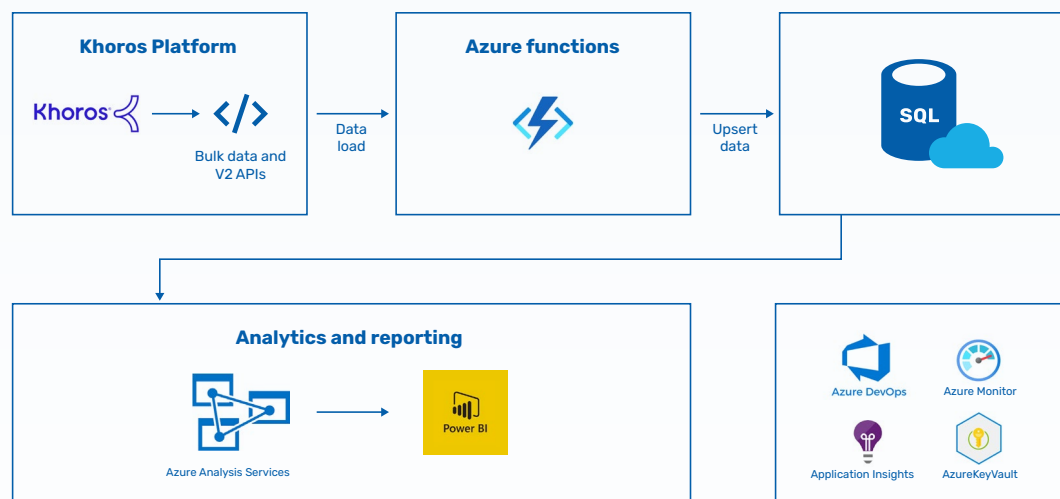 Khoros Platform
Khoros
Bulk data and
V2 APIs
Data
load
Azure functions
Upsert
data
SQL
Analytics and reporting
Azure Analysis Services
Power BI
Azure DevOps
Azure Monitor
Application Insights
AzureKeyVault